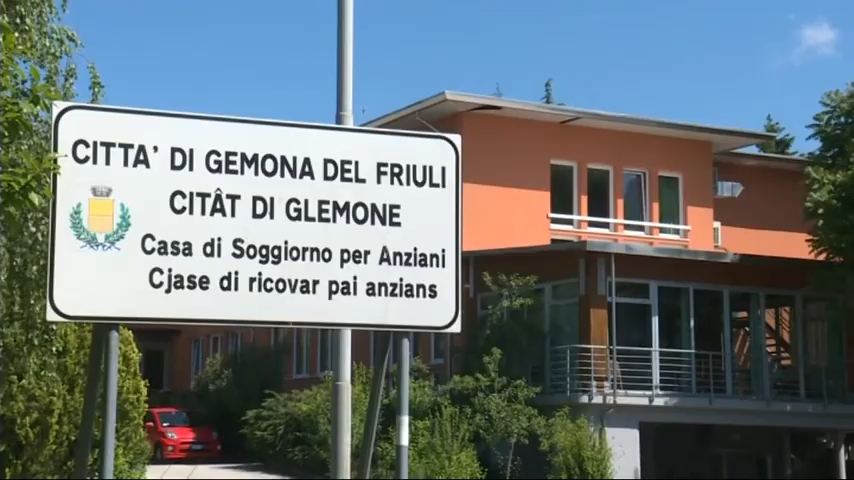 CITTA' DI GEMONA DEL FRIULI
CITÂT DI GLEMONE
Casa di Soggiorno per Anziani
Cjase di ricovar pai anzians